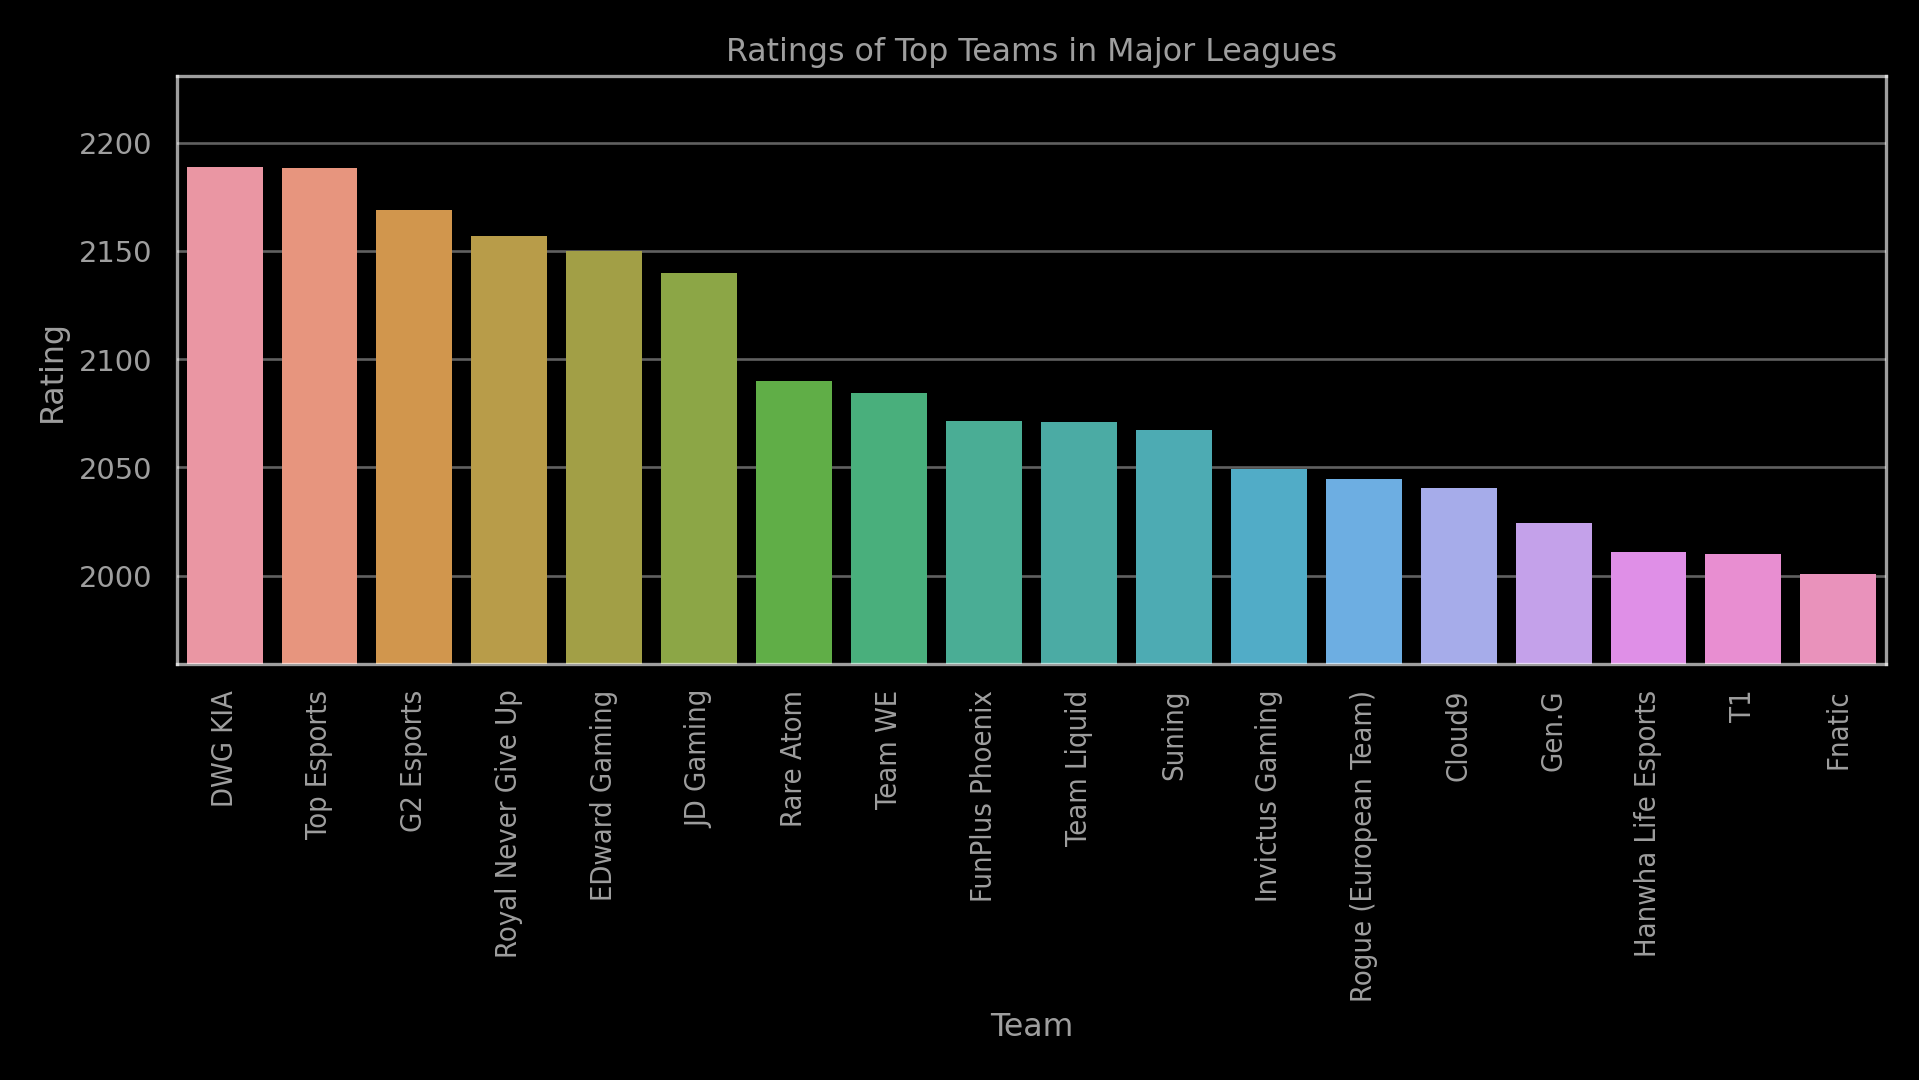 Ratings of Top Teams in Major Leagues
2200
2150
2100
2050
2000
Rating
DWG KIA
Top Esports
G2 Esports
Royal Never Give Up
EDward Gaming
JD Gaming
Rare Atom
Team WE
FunPlus Phoenix
Team Liquid
Suning
Invictus Gaming
Rogue (European Team)
Cloud9
Gen.G
Hanwha Life Esports
T1
Fnatic
Team